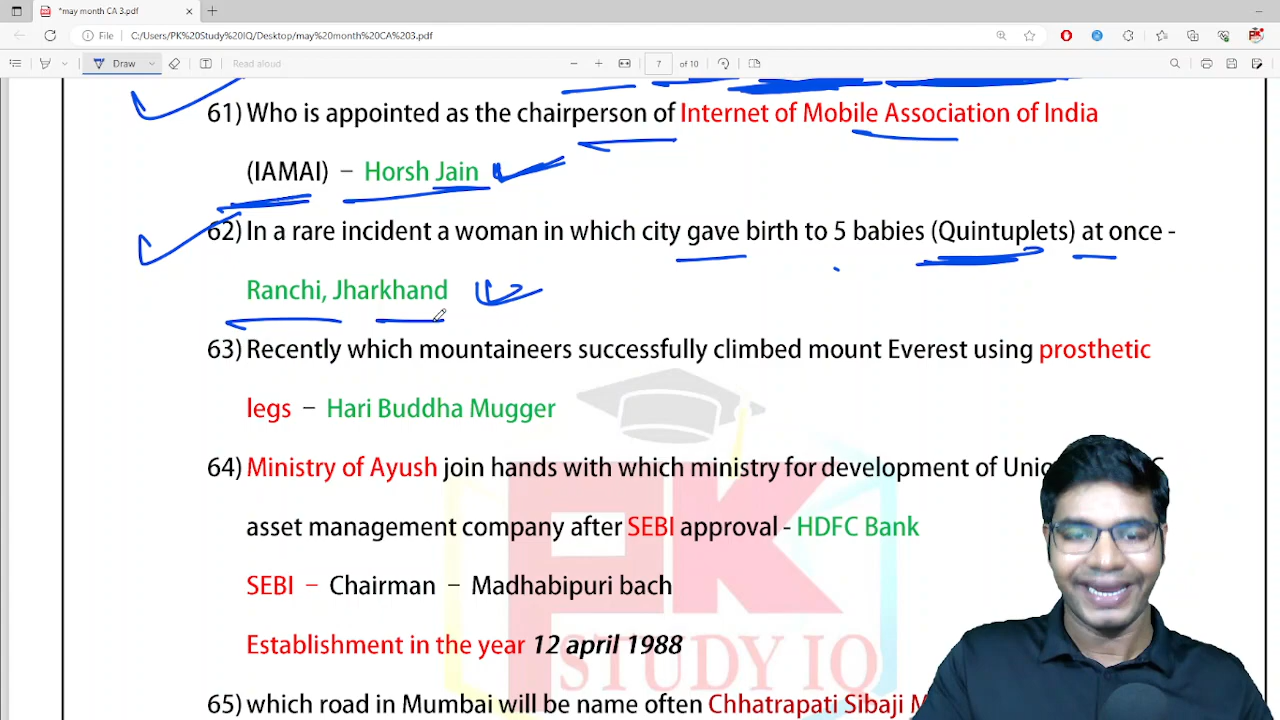 *may month CA 3.pdf
File
C:/Users/PK%20Study%20IQ/Desktop/may%20month%20CA%203.pdf
Draw
Read aloud
7
of 10
61) Who is appointed as the chairperson of Internet of Mobile Association of India
(IAMAI) – Horsh Jain
62) In a rare incident a woman in which city gave birth to 5 babies (Quintuplets) at once -
Ranchi, Jharkhand
63) Recently which mountaineers successfully climbed mount Everest using prosthetic
legs – Hari Buddha Mugger
64) Ministry of Ayush join hands with which ministry for development of
asset management company after SEBI approval - HDFC Bank
SEBI – Chairman – Madhabipuri bach
Establishment in the year 12 april 1988
65) which road in Mumbai will be name often Chhatrapati Sibaji
PK
STUDY IQ